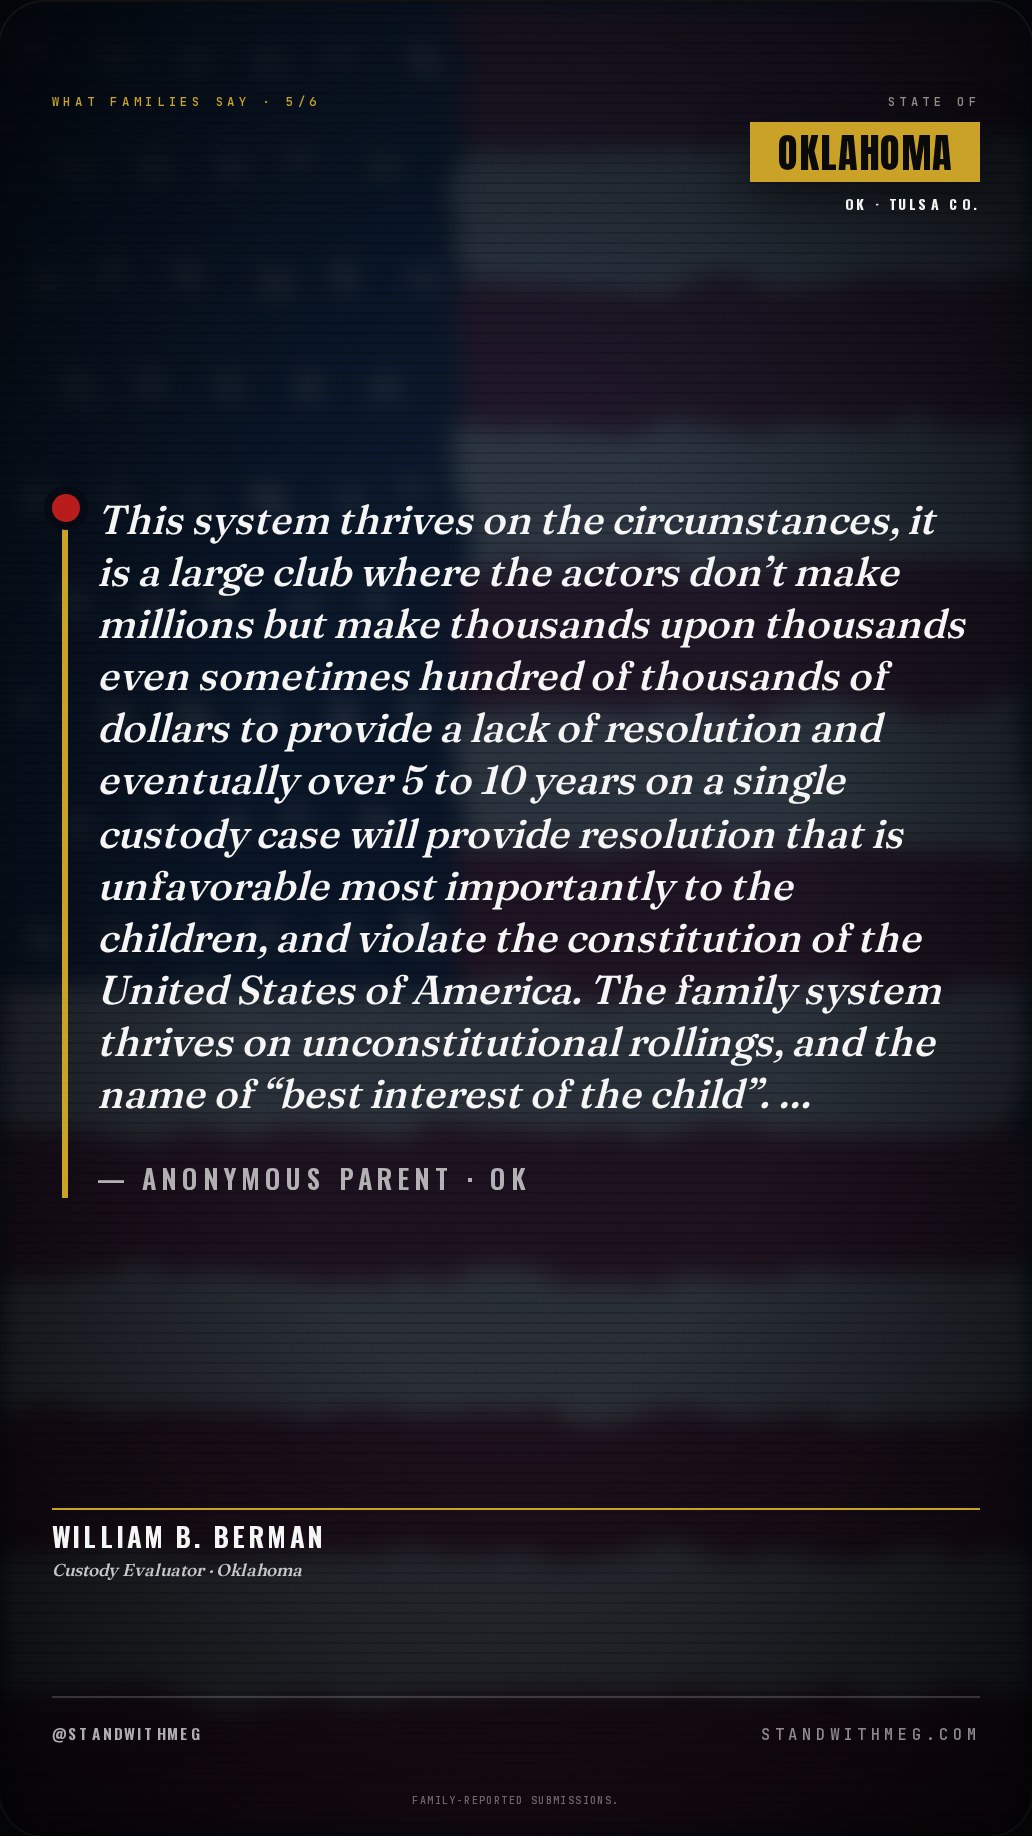 WHAT FAMILIES SAY · 5/6
STATE OF
OKLAHOMA
OK · TULSA CO.
This system thrives on the circumstances, it
is a large club where the actors don’t make
millions but make thousands upon thousands
even sometimes hundred of thousands of
dollars to provide a lack of resolution and
eventually over 5 to 10 years on a single
custody case will provide resolution that is
unfavorable most importantly to the
children, and violate the constitution of the
United States of America. The family system
thrives on unconstitutional rollings, and the
name of “best interest of the child”. ...
— ANONYMOUS PARENT · OK
WILLIAM B. BERMAN
Custody Evaluator · Oklahoma
@STANDWITHMEG
STANDWITHMEG.COM
FAMILY-REPORTED SUBMISSIONS.